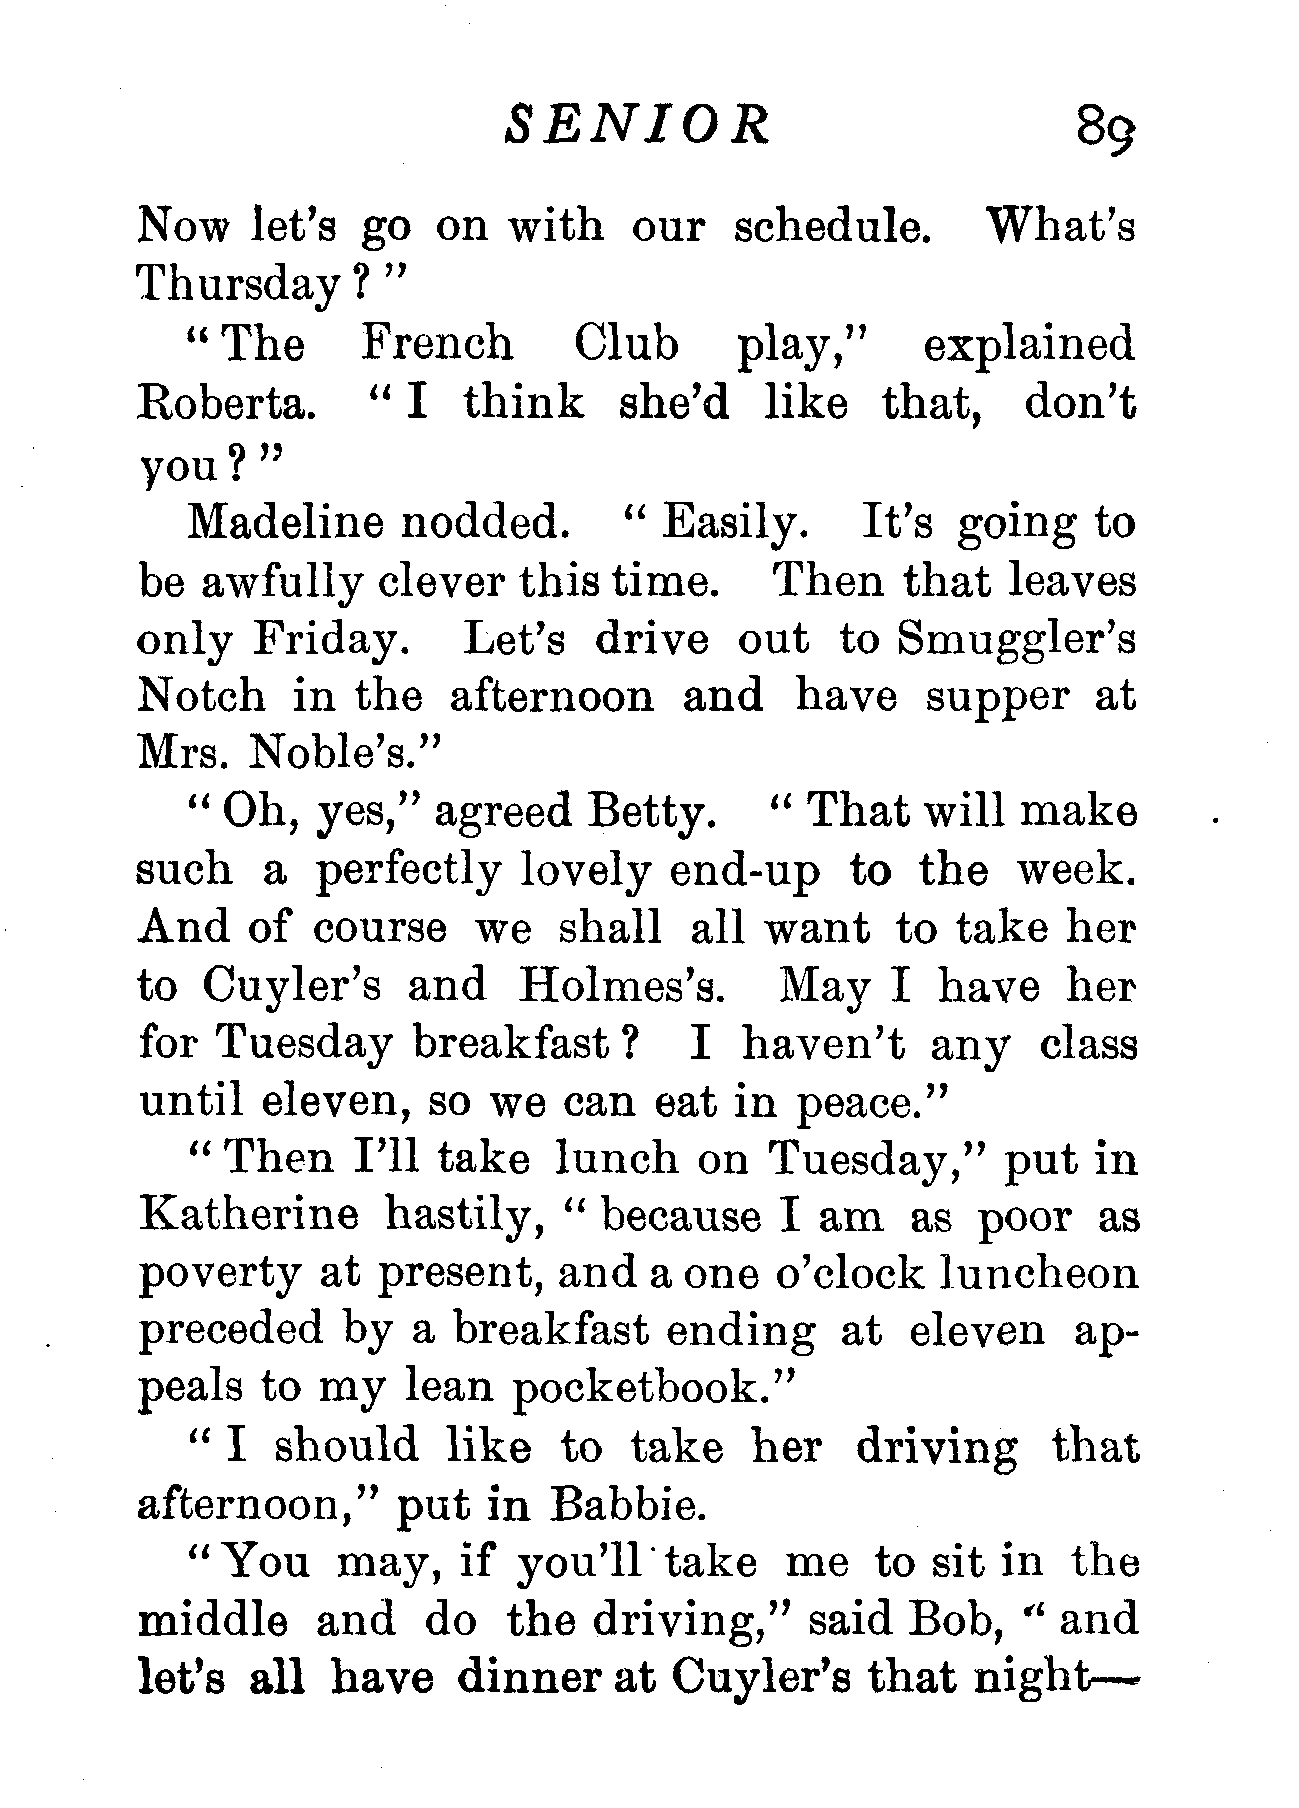 SENIOR 89
Now let's go on with our schedule. What's
Thursday?"
"The French Club play," explained
Roberta. "I think she'd like that, don't
you?"
Madeline nodded. "Easily. It's going to
be awfully clever this time. Then that leaves
only Friday. Let's drive out to Smuggler's
Notch in the afternoon and have supper at
Mrs. Noble's."
"Oh, yes," agreed Betty. "That will make
such a perfectly lovely end-up to the week.
And of course we shall all want to take her
to Cuyler's and Holmes's. May I have her
for Tuesday breakfast? I haven't any class
until eleven, so we can eat in peace."
"Then I'll take lunch on Tuesday," put in
Katherine hastily, "because I am as poor as
poverty at present, and a one o'clock luncheon
preceded by a breakfast ending at eleven ap-
peals to my lean pocketbook."
"I should like to take her driving that
afternoon," put in Babbie.
"You may, if you'll take me to sit in the
middle and do the driving," said Bob, "and
let's all have dinner at Cuyler's that night—